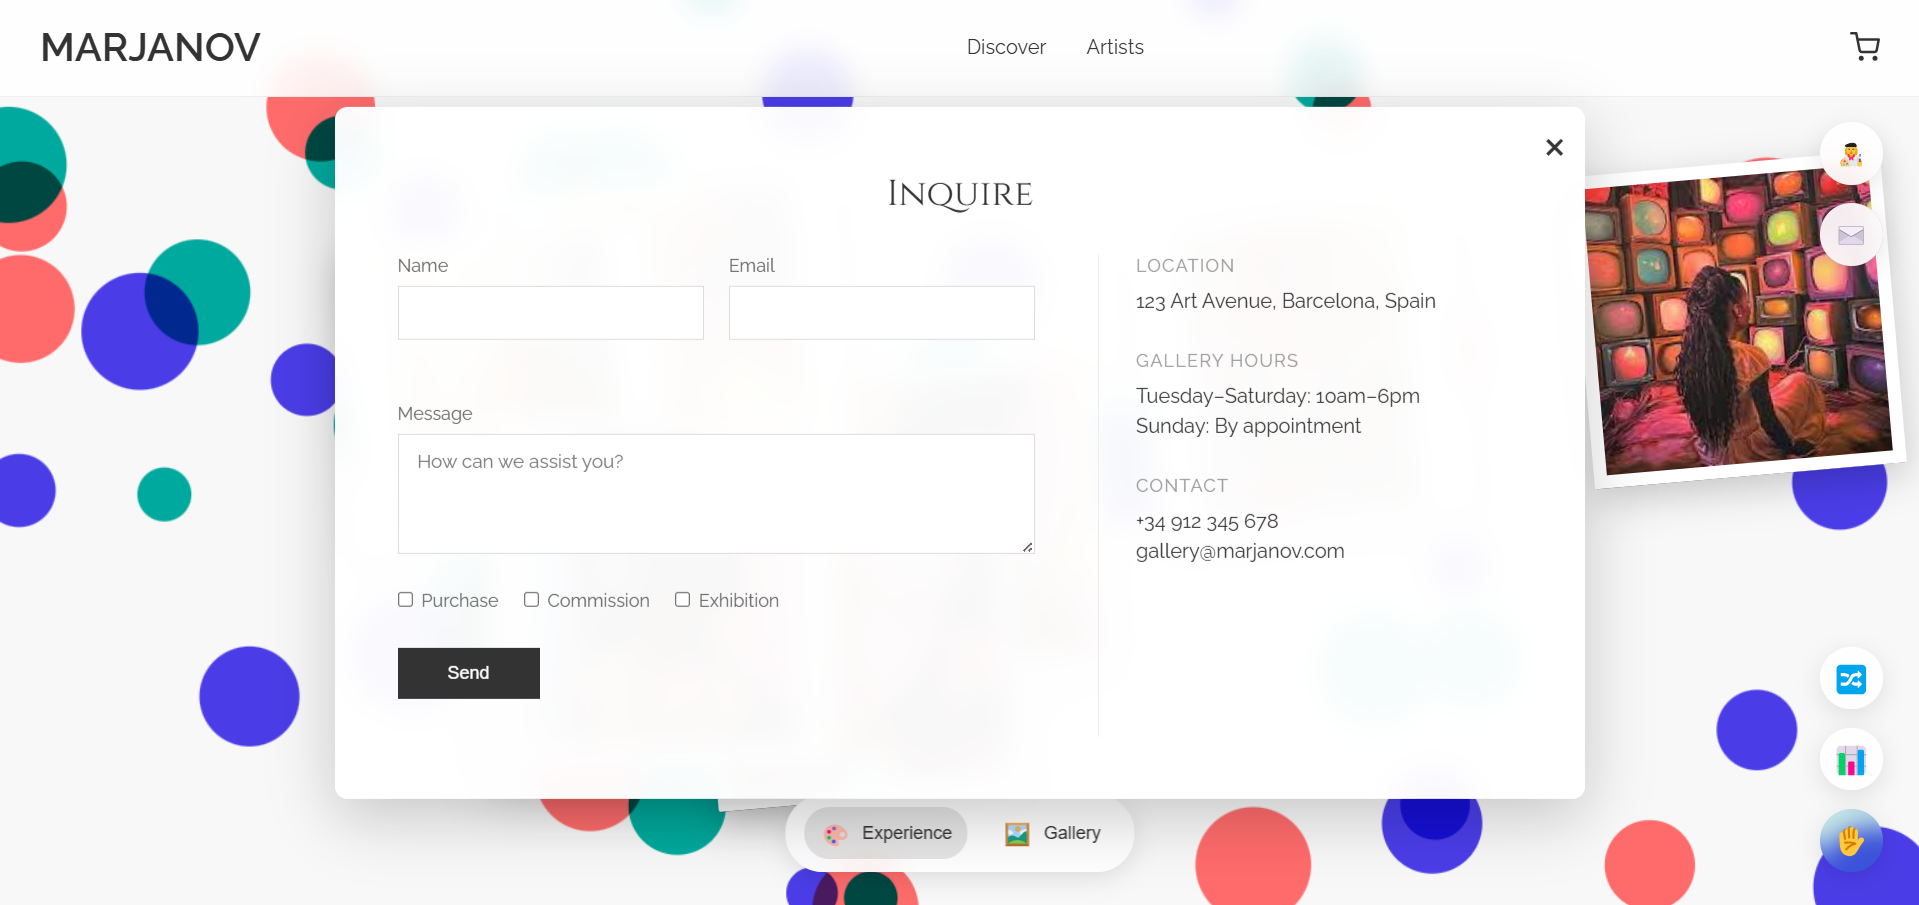 MARJANOV
Discover
Artists
INQUIRE
Name
Email
Message
How can we assist you?
Purchase
Commission
Exhibition
Send
LOCATION
123 Art Avenue, Barcelona, Spain
GALLERY HOURS
Tuesday–Saturday: 10am–6pm
Sunday: By appointment
CONTACT
+34 912 345 678
gallery@marjanov.com
Experience
Gallery